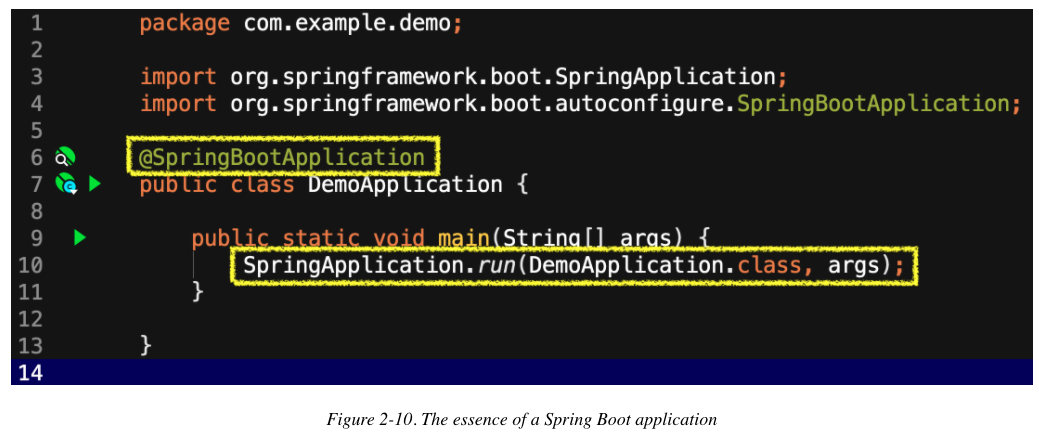 1 package com.example.demo;
2
3 import org.springframework.boot.SpringApplication;
4 import org.springframework.boot.autoconfigure.SpringBootApplication;
5
6 @SpringBootApplication
7 public class DemoApplication {
8
9 public static void main(String[] args) {
10 SpringApplication.run(DemoApplication.class, args);
11 }
12
13 }
14
Figure 2-10. The essence of a Spring Boot application